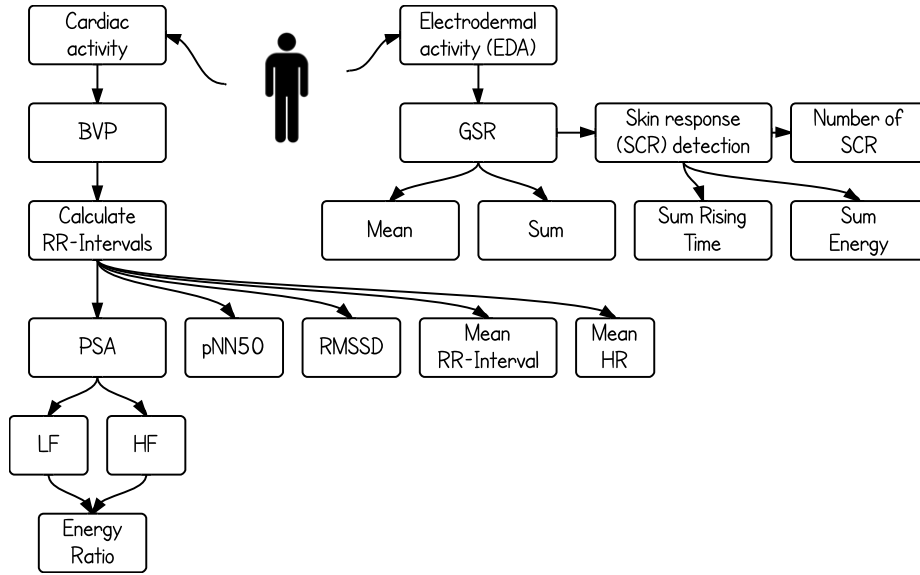 Cardiac
activity
Electrodermal
activity (EDA)
BVP
GSR
Skin response
(SCR) detection
Number of
SCR
Calculate
RR-Intervals
Mean
Sum
Sum Rising
Time
Sum
Energy
PSA
pNN50
RMSSD
Mean
RR-Interval
Mean
HR
LF
HF
Energy
Ratio